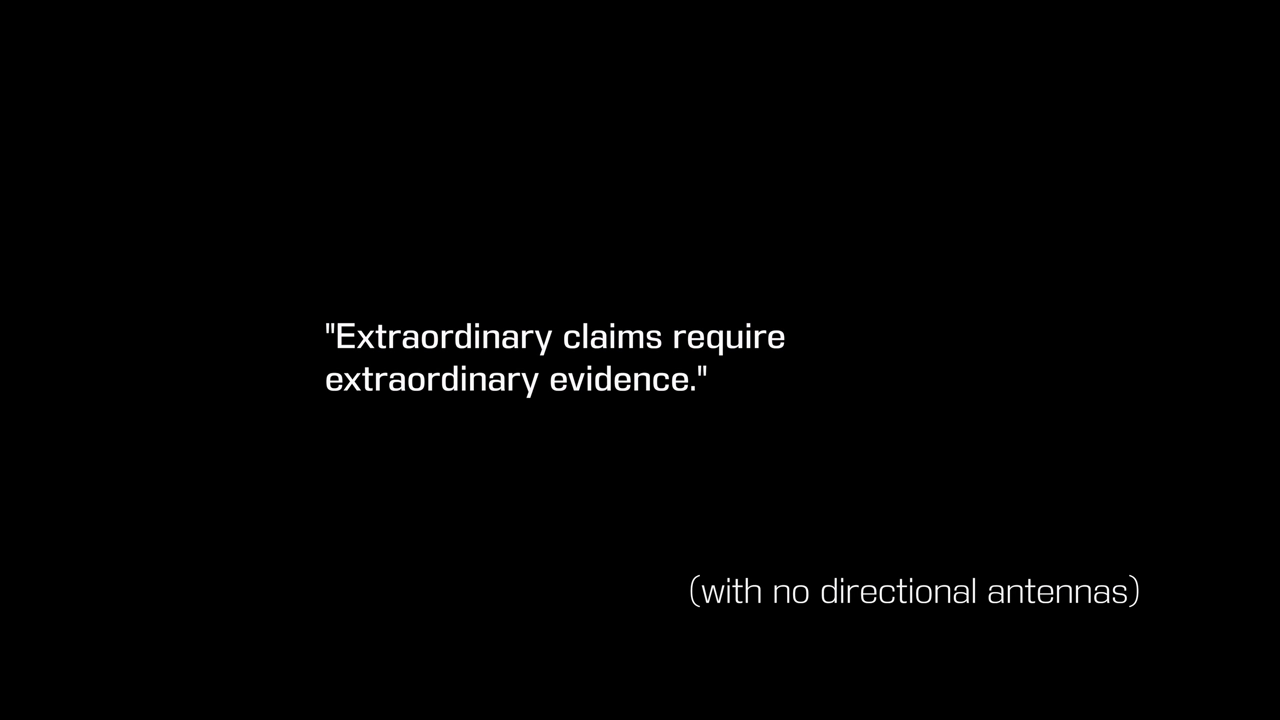 "Extraordinary claims require
extraordinary evidence."
(with no directional antennas)